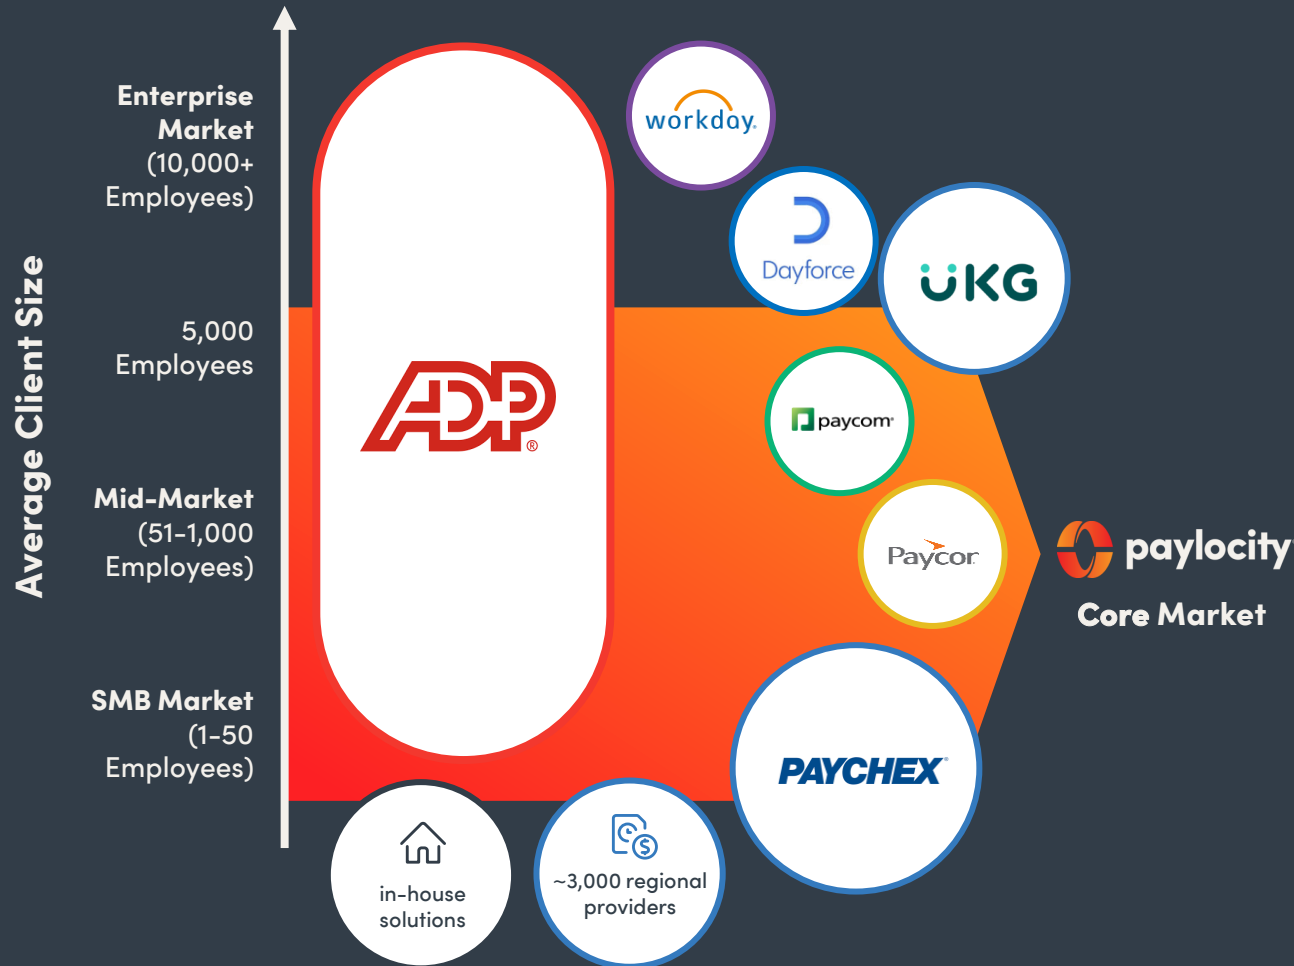 Average Client Size
Enterprise
Market
(10,000+
Employees)
5,000
Employees
Mid-Market
(51-1,000
Employees)
SMB Market
(1-50
Employees)
ADP®
workday.
Dayforce
UKG
paycom®
Paycor
PAYCHEX®
in-house
solutions
$
~3,000 regional
providers
paylocity
Core Market